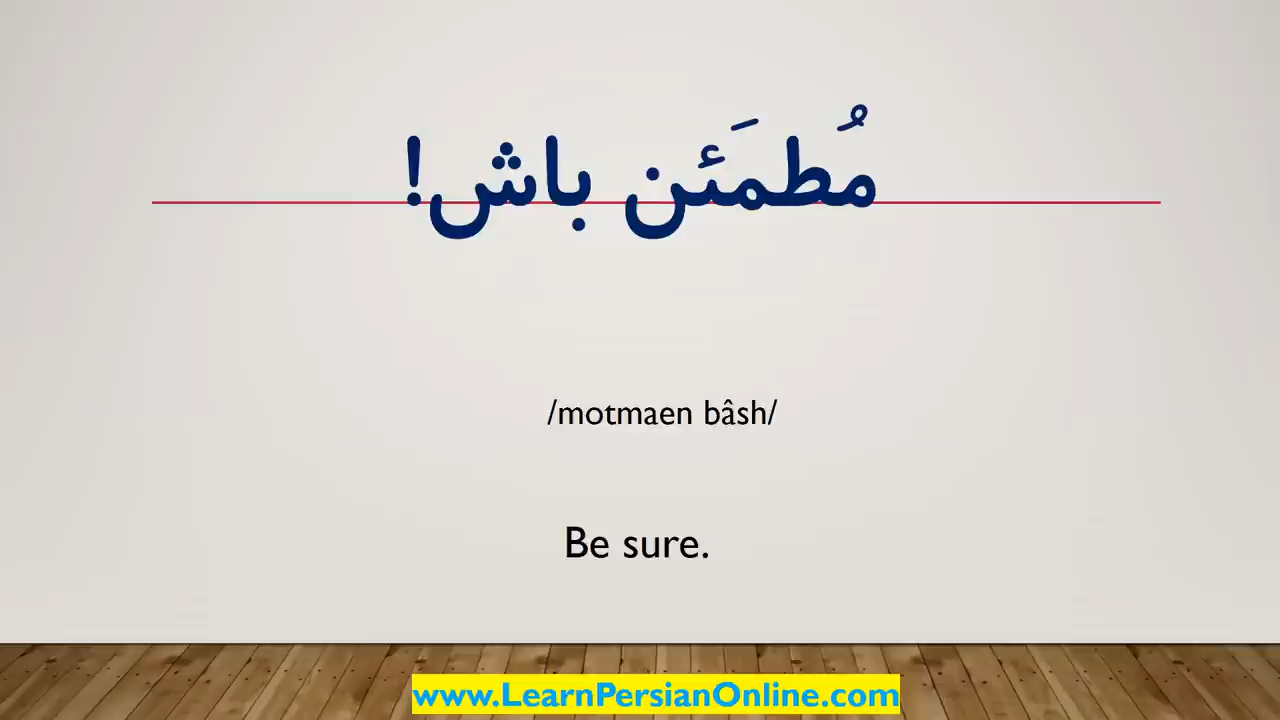 مُطمَئن باش!
/motmaen bâsh/
Be sure.
www.LearnPersianOnline.com